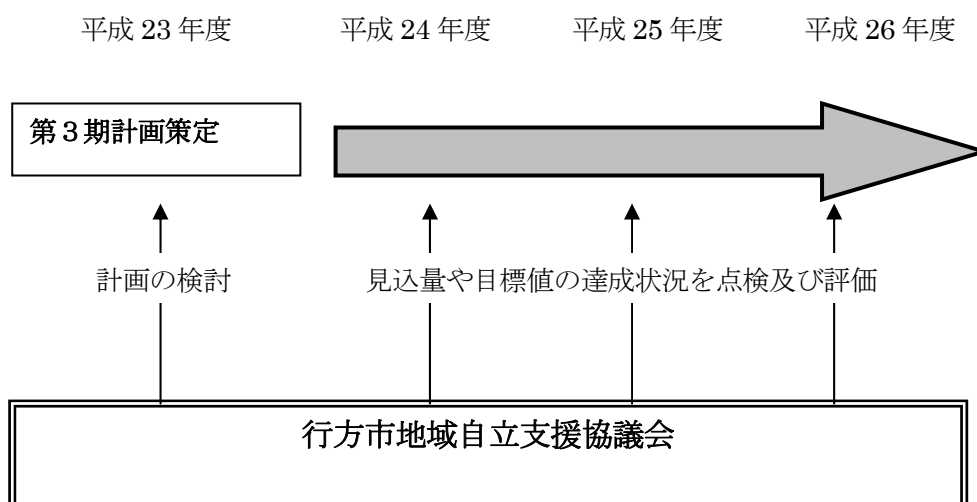 平成 23 年度 平成 24 年度 平成 25 年度 平成 26 年度
第３期計画策定
計画の検討 見込量や目標値の達成状況を点検及び評価
行方市地域自立支援協議会